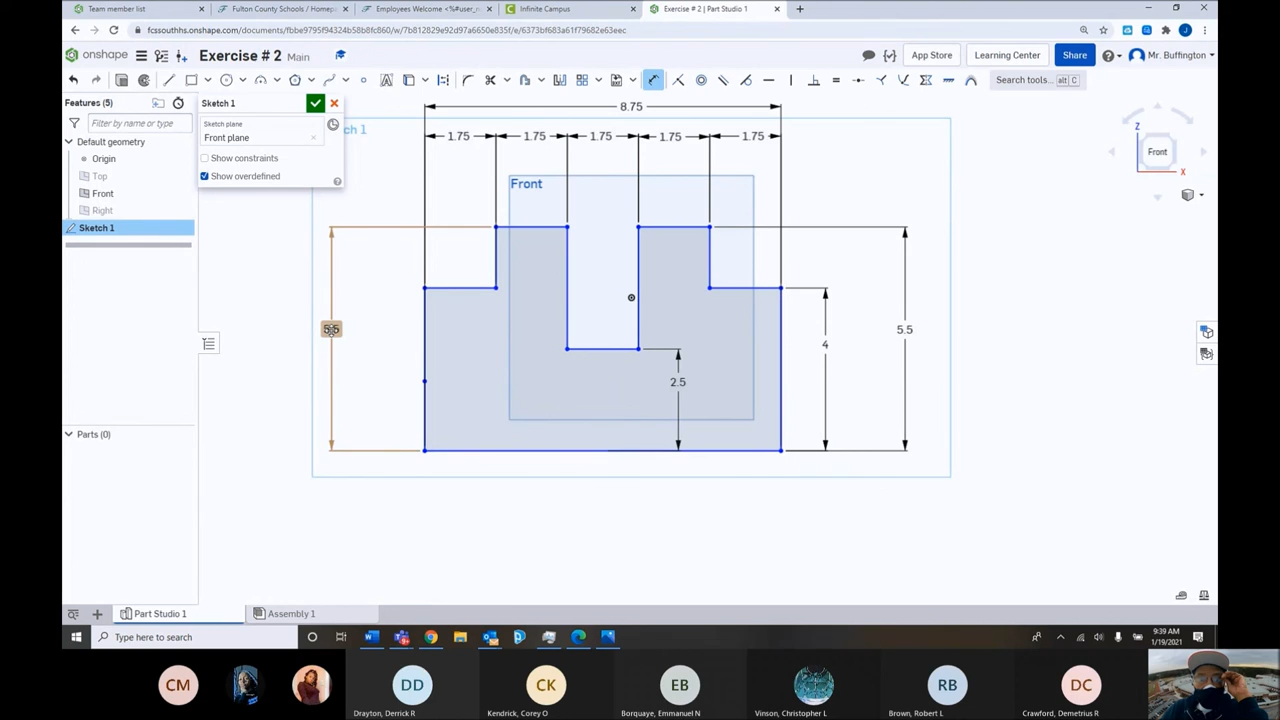 Team member list
Fulton County Schools / Homepa
Employees Welcome <%#user_n
Infinite Campus
Exercise # 2 | Part Studio 1
fcssouthhs.onshape.com/documents/fbbe9795f94324b58b8fc860/w/7b812829e92d97a6650e835f/e/6373bf683a61f79682e63eec
onshape
Exercise # 2
Main
App Store
Learning Center
Share
Mr. Buffington
Search tools...
alt
C
Features (5)
Filter by name or type
Default geometry
Origin
Top
Front
Right
Sketch 1
Parts (0)
Sketch 1
Sketch plane
Front plane
Show constraints
Show overdefined
ch 1
8.75
1.75
1.75
1.75
1.75
1.75
Front
5.5
2.5
4
5.5
Z
Front
X
Part Studio 1
Assembly 1
Type here to search
9:39 AM
1/19/2021
CM
DD
CK
EB
RB
DC
Drayton, Derrick R
Kendrick, Corey O
Borquaye, Emmanuel N
Vinson, Christopher L
Brown, Robert L
Crawford, Demetrius R